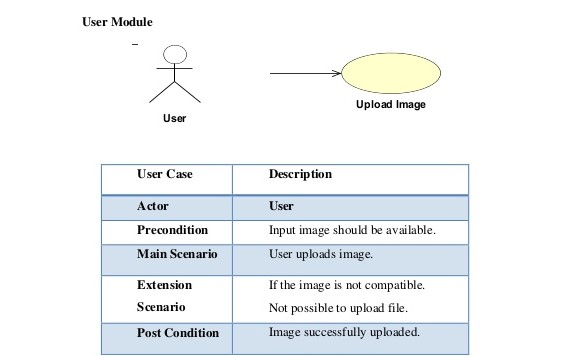 User Module
User
Upload Image
User Case Description
Actor User
Precondition Input image should be available.
Main Scenario User uploads image.
Extension If the image is not compatible.
Scenario Not possible to upload file.
Post Condition Image successfully uploaded.